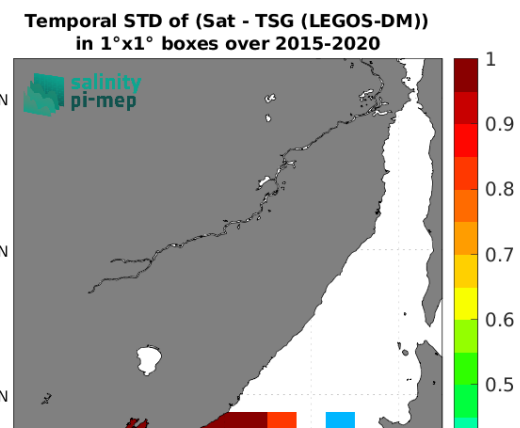 Temporal STD of (Sat - TSG (LEGOS-DM))
in 1°x1° boxes over 2015-2020
salinity
pi-mep
N
N
N
1
0.9
0.8
0.7
0.6
0.5